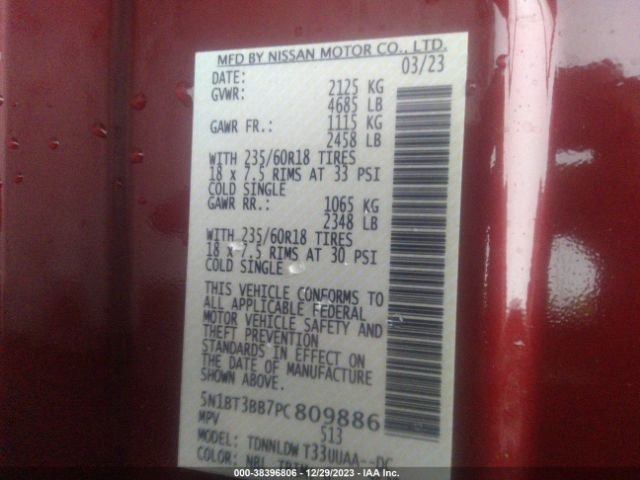 MFD BY NISSAN MOTOR CO., LTD.
DATE: 03/23
GVWR: 2125 KG
4685 LB
GAWR FR.: 1115 KG
2458 LB
WITH 235/60R18 TIRES
18 x 7.5 RIMS AT 33 PSI
COLD SINGLE
GAWR RR.: 1065 KG
2348 LB
WITH 235/60R18 TIRES
18 x 7.5 RIMS AT 30 PSI
COLD SINGLE
THIS VEHICLE CONFORMS TO
ALL APPLICABLE FEDERAL
MOTOR VEHICLE SAFETY AND
THEFT PREVENTION
STANDARDS IN EFFECT ON
THE DATE OF MANUFACTURE
SHOWN ABOVE.
5N1BT3BB7PC809886
MPV 513
MODEL: TDNNLDW T33UUAA--DC
COLOR: NBL TRIM
000-38396806 - 12/29/2023 - IAA Inc.